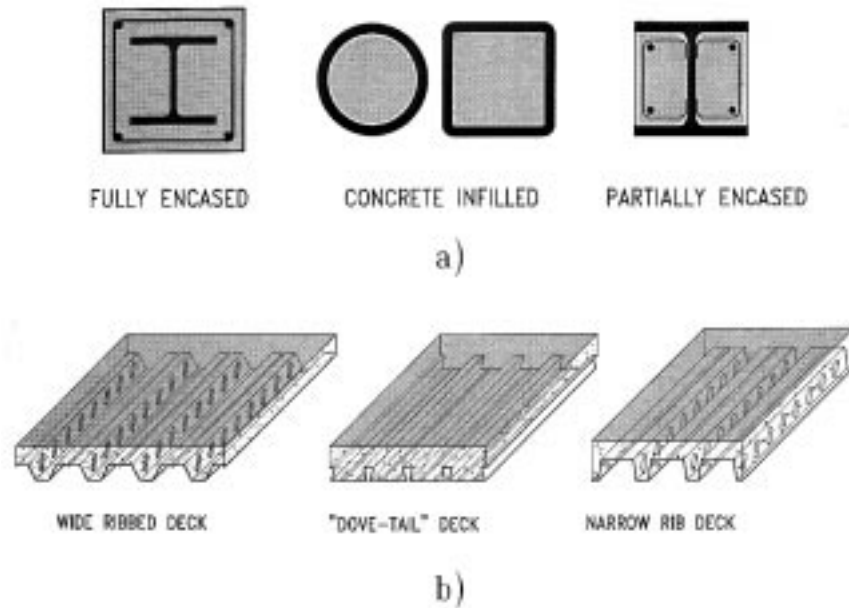 FULLY ENCASED
CONCRETE INFILLED
PARTIALLY ENCASED
a)
WIDE RIBBED DECK
"DOVE-TAIL" DECK
NARROW RIB DECK
b)